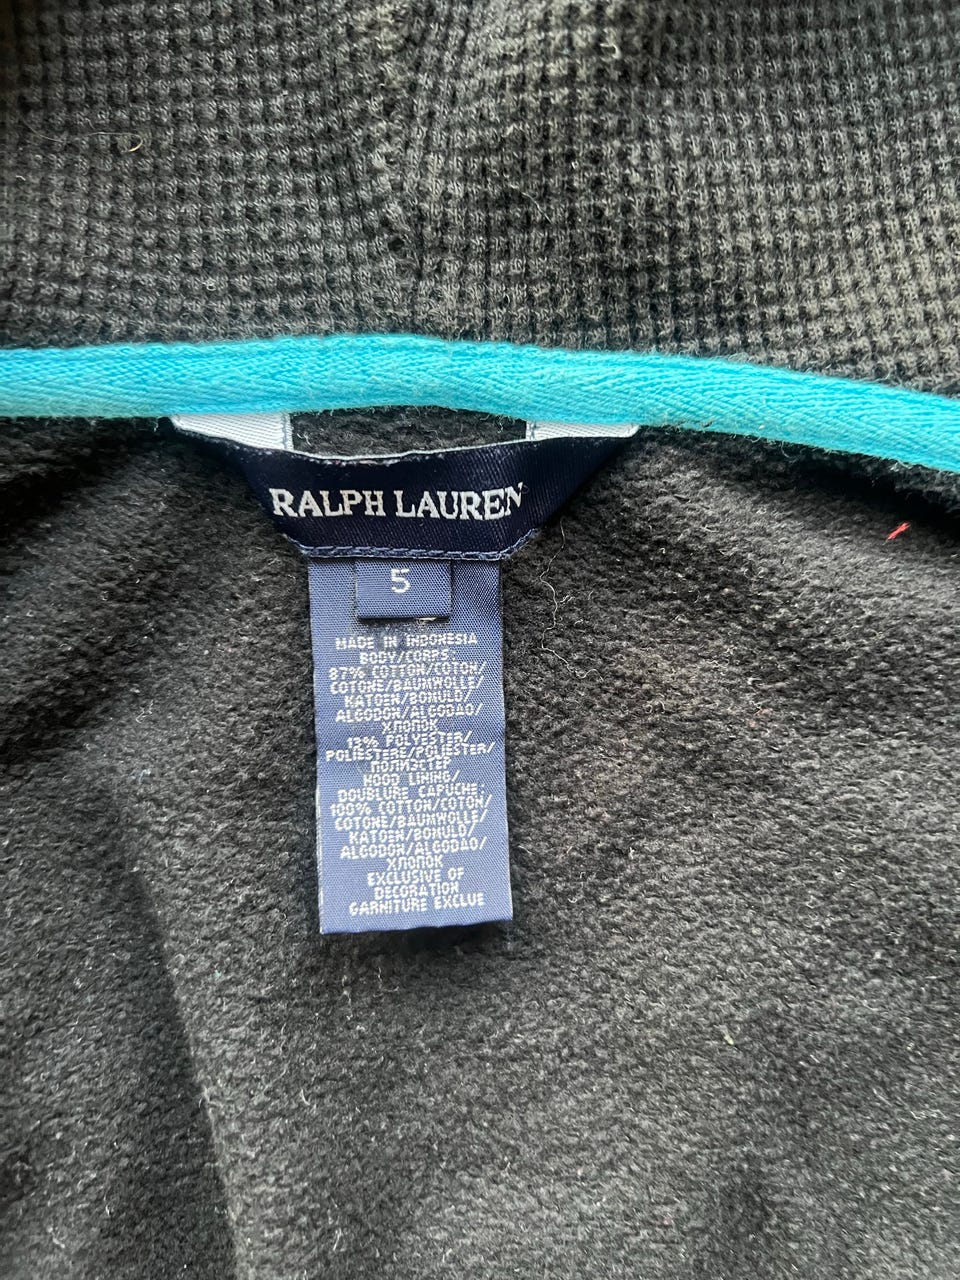 RALPH LAUREN
5
MADE IN INDONESIA
BODY/CORPS:
87% COTTON/COTON/
COTONE/BAUMWOLLE/
KATOEN/BOMULD/
ALGODON/ALGODAO/
ХЛОПОК
13% POLYESTER/
POLIESTERE/POLIESTER/
ПОЛИЭСТЕР
HOOD LINING/
DOUBLURE CAPUCHE:
100% COTTON/COTON/
COTONE/BAUMWOLLE/
KATOEN/BOMULD/
ALGODON/ALGODAO/
ХЛОПОК
EXCLUSIVE OF
DECORATION
GARNITURE EXCLUE